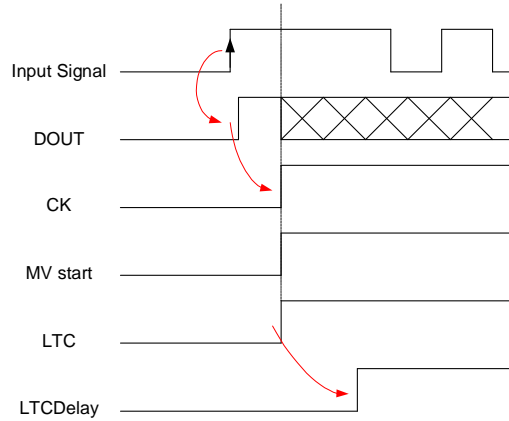 Input Signal
DOUT
CK
MV start
LTC
LTCDelay